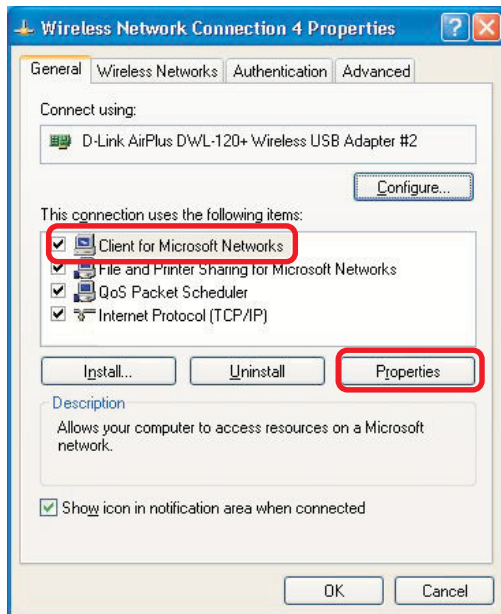 Wireless Network Connection 4 Properties
General Wireless Networks Authentication Advanced
Connect using:
D-Link AirPlus DWL-120+ Wireless USB Adapter #2
Configure...
This connection uses the following items:
Client for Microsoft Networks
File and Printer Sharing for Microsoft Networks
QoS Packet Scheduler
Internet Protocol (TCP/IP)
Install... Uninstall Properties
Description
Allows your computer to access resources on a Microsoft
network.
Show icon in notification area when connected
OK Cancel